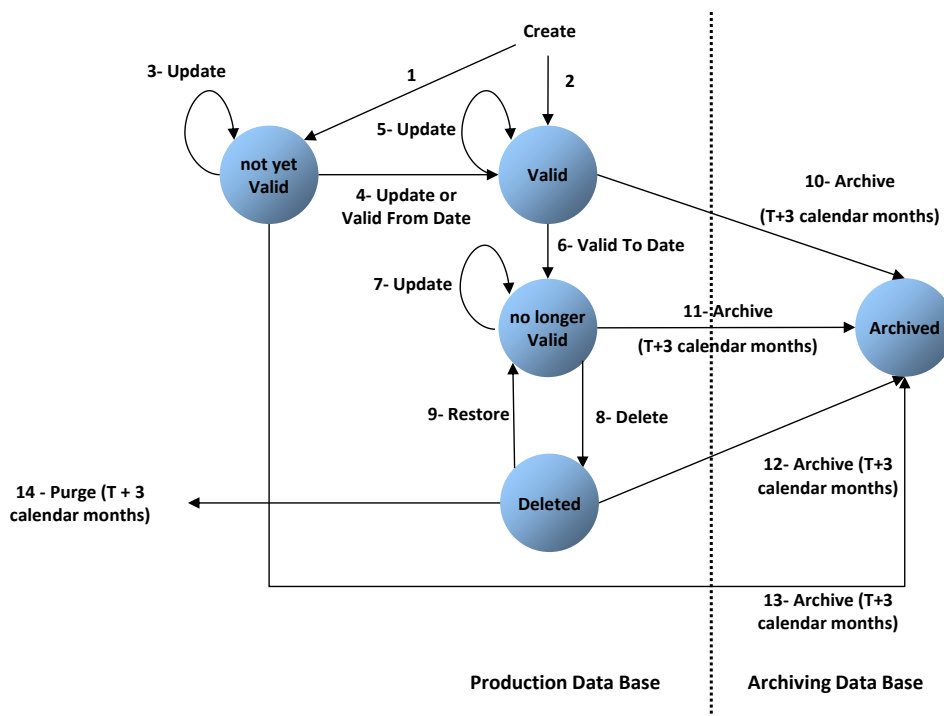 Create
3- Update
1
2
5- Update
not yet
Valid
Valid
4- Update or
Valid From Date
10- Archive
(T+3 calendar months)
6- Valid To Date
7- Update
no longer
Valid
11- Archive
(T+3 calendar months)
Archived
9- Restore
8- Delete
12- Archive (T+3
calendar months)
14 - Purge (T + 3
calendar months)
Deleted
13- Archive (T+3
calendar months)
Production Data Base
Archiving Data Base